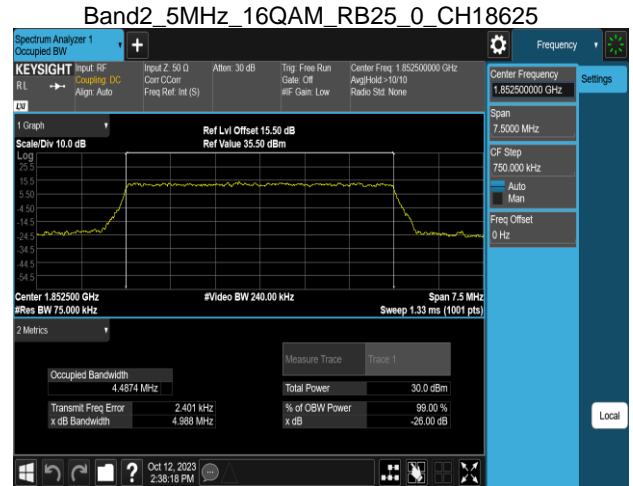 Band2_5MHz_16QAM_RB25_0_CH18625
Spectrum Analyzer 1
Occupied BW
+
Frequency
KEYSIGHT
RL
LXI
Input: RF
Coupling: DC
Align: Auto
Input Z: 50 Ω
Corr CCorr
Freq Ref: Int (S)
Atten: 30 dB
Trig: Free Run
Gate: Off
#IF Gain: Low
Center Freq: 1.852500000 GHz
Avg|Hold:>10/10
Radio Std: None
Center Frequency
1.852500000 GHz
Settings
Span
7.5000 MHz
CF Step
750.000 kHz
Auto
Man
Freq Offset
0 Hz
Local
1 Graph
Scale/Div 10.0 dB
Ref Lvl Offset 15.50 dB
Ref Value 35.50 dBm
Log
25.5
15.5
5.50
-4.50
-14.5
-24.5
-34.5
-44.5
-54.5
Center 1.852500 GHz
#Res BW 75.000 kHz
#Video BW 240.00 kHz
Span 7.5 MHz
Sweep 1.33 ms (1001 pts)
2 Metrics
Measure Trace
Trace 1
Occupied Bandwidth
4.4874 MHz
Total Power
30.0 dBm
Transmit Freq Error
2.401 kHz
% of OBW Power
99.00 %
x dB Bandwidth
4.988 MHz
x dB
-26.00 dB
?
Oct 12, 2023
2:38:18 PM